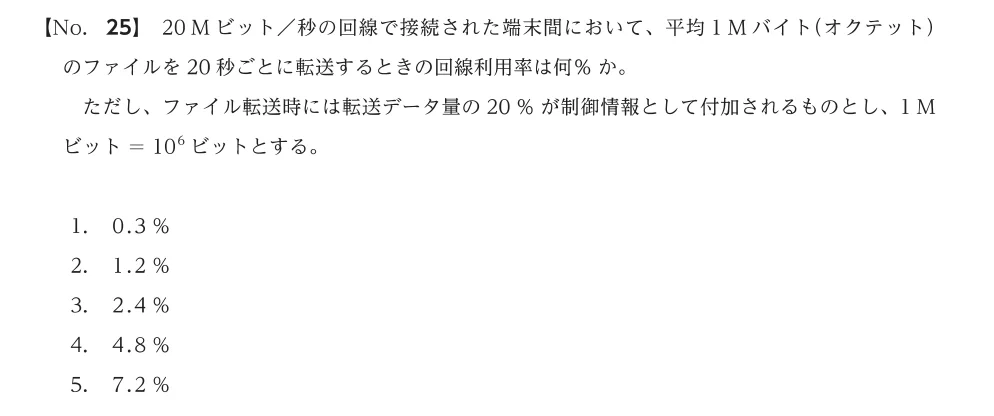 【No. 25】 20 M ビット／秒の回線で接続された端末間において、平均 1 M バイト(オクテット)
のファイルを 20 秒ごとに転送するときの回線利用率は何% か。
ただし、ファイル転送時には転送データ量の 20 % が制御情報として付加されるものとし、1 M
ビット = 10⁶ ビットとする。
1. 0.3 %
2. 1.2 %
3. 2.4 %
4. 4.8 %
5. 7.2 %